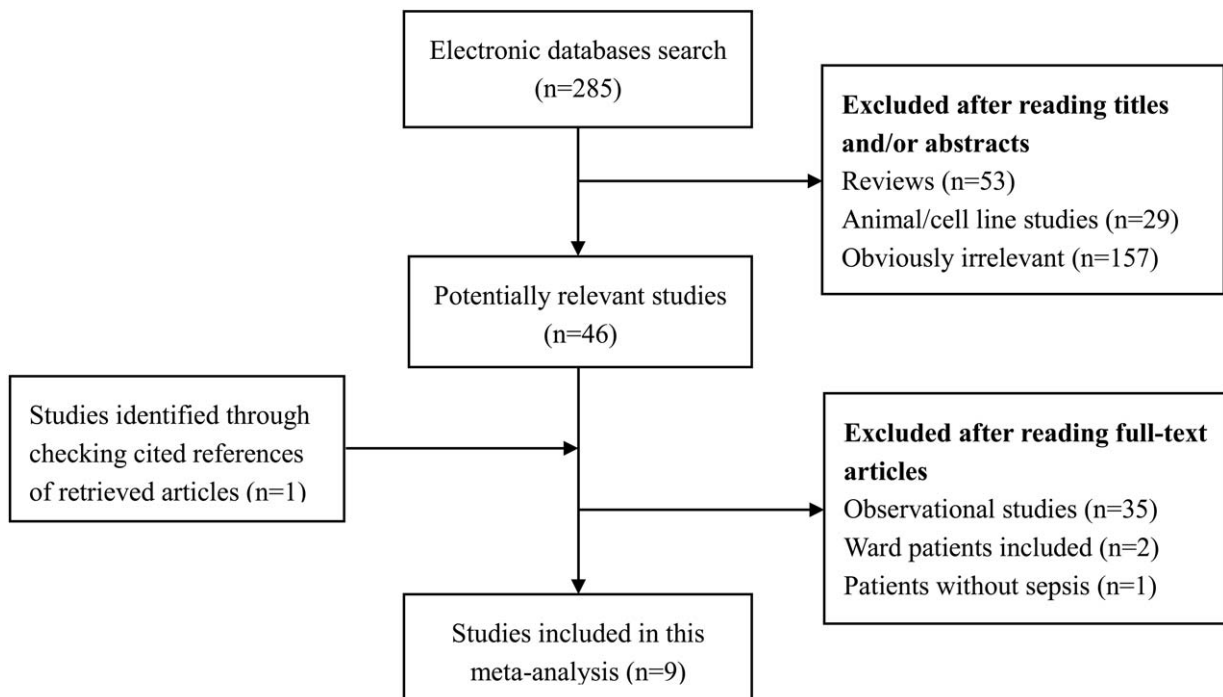 Electronic databases search
(n=285)
Excluded after reading titles
and/or abstracts
Reviews (n=53)
Animal/cell line studies (n=29)
Obviously irrelevant (n=157)
Potentially relevant studies
(n=46)
Studies identified through
checking cited references
of retrieved articles (n=1)
Excluded after reading full-text
articles
Observational studies (n=35)
Ward patients included (n=2)
Patients without sepsis (n=1)
Studies included in this
meta-analysis (n=9)